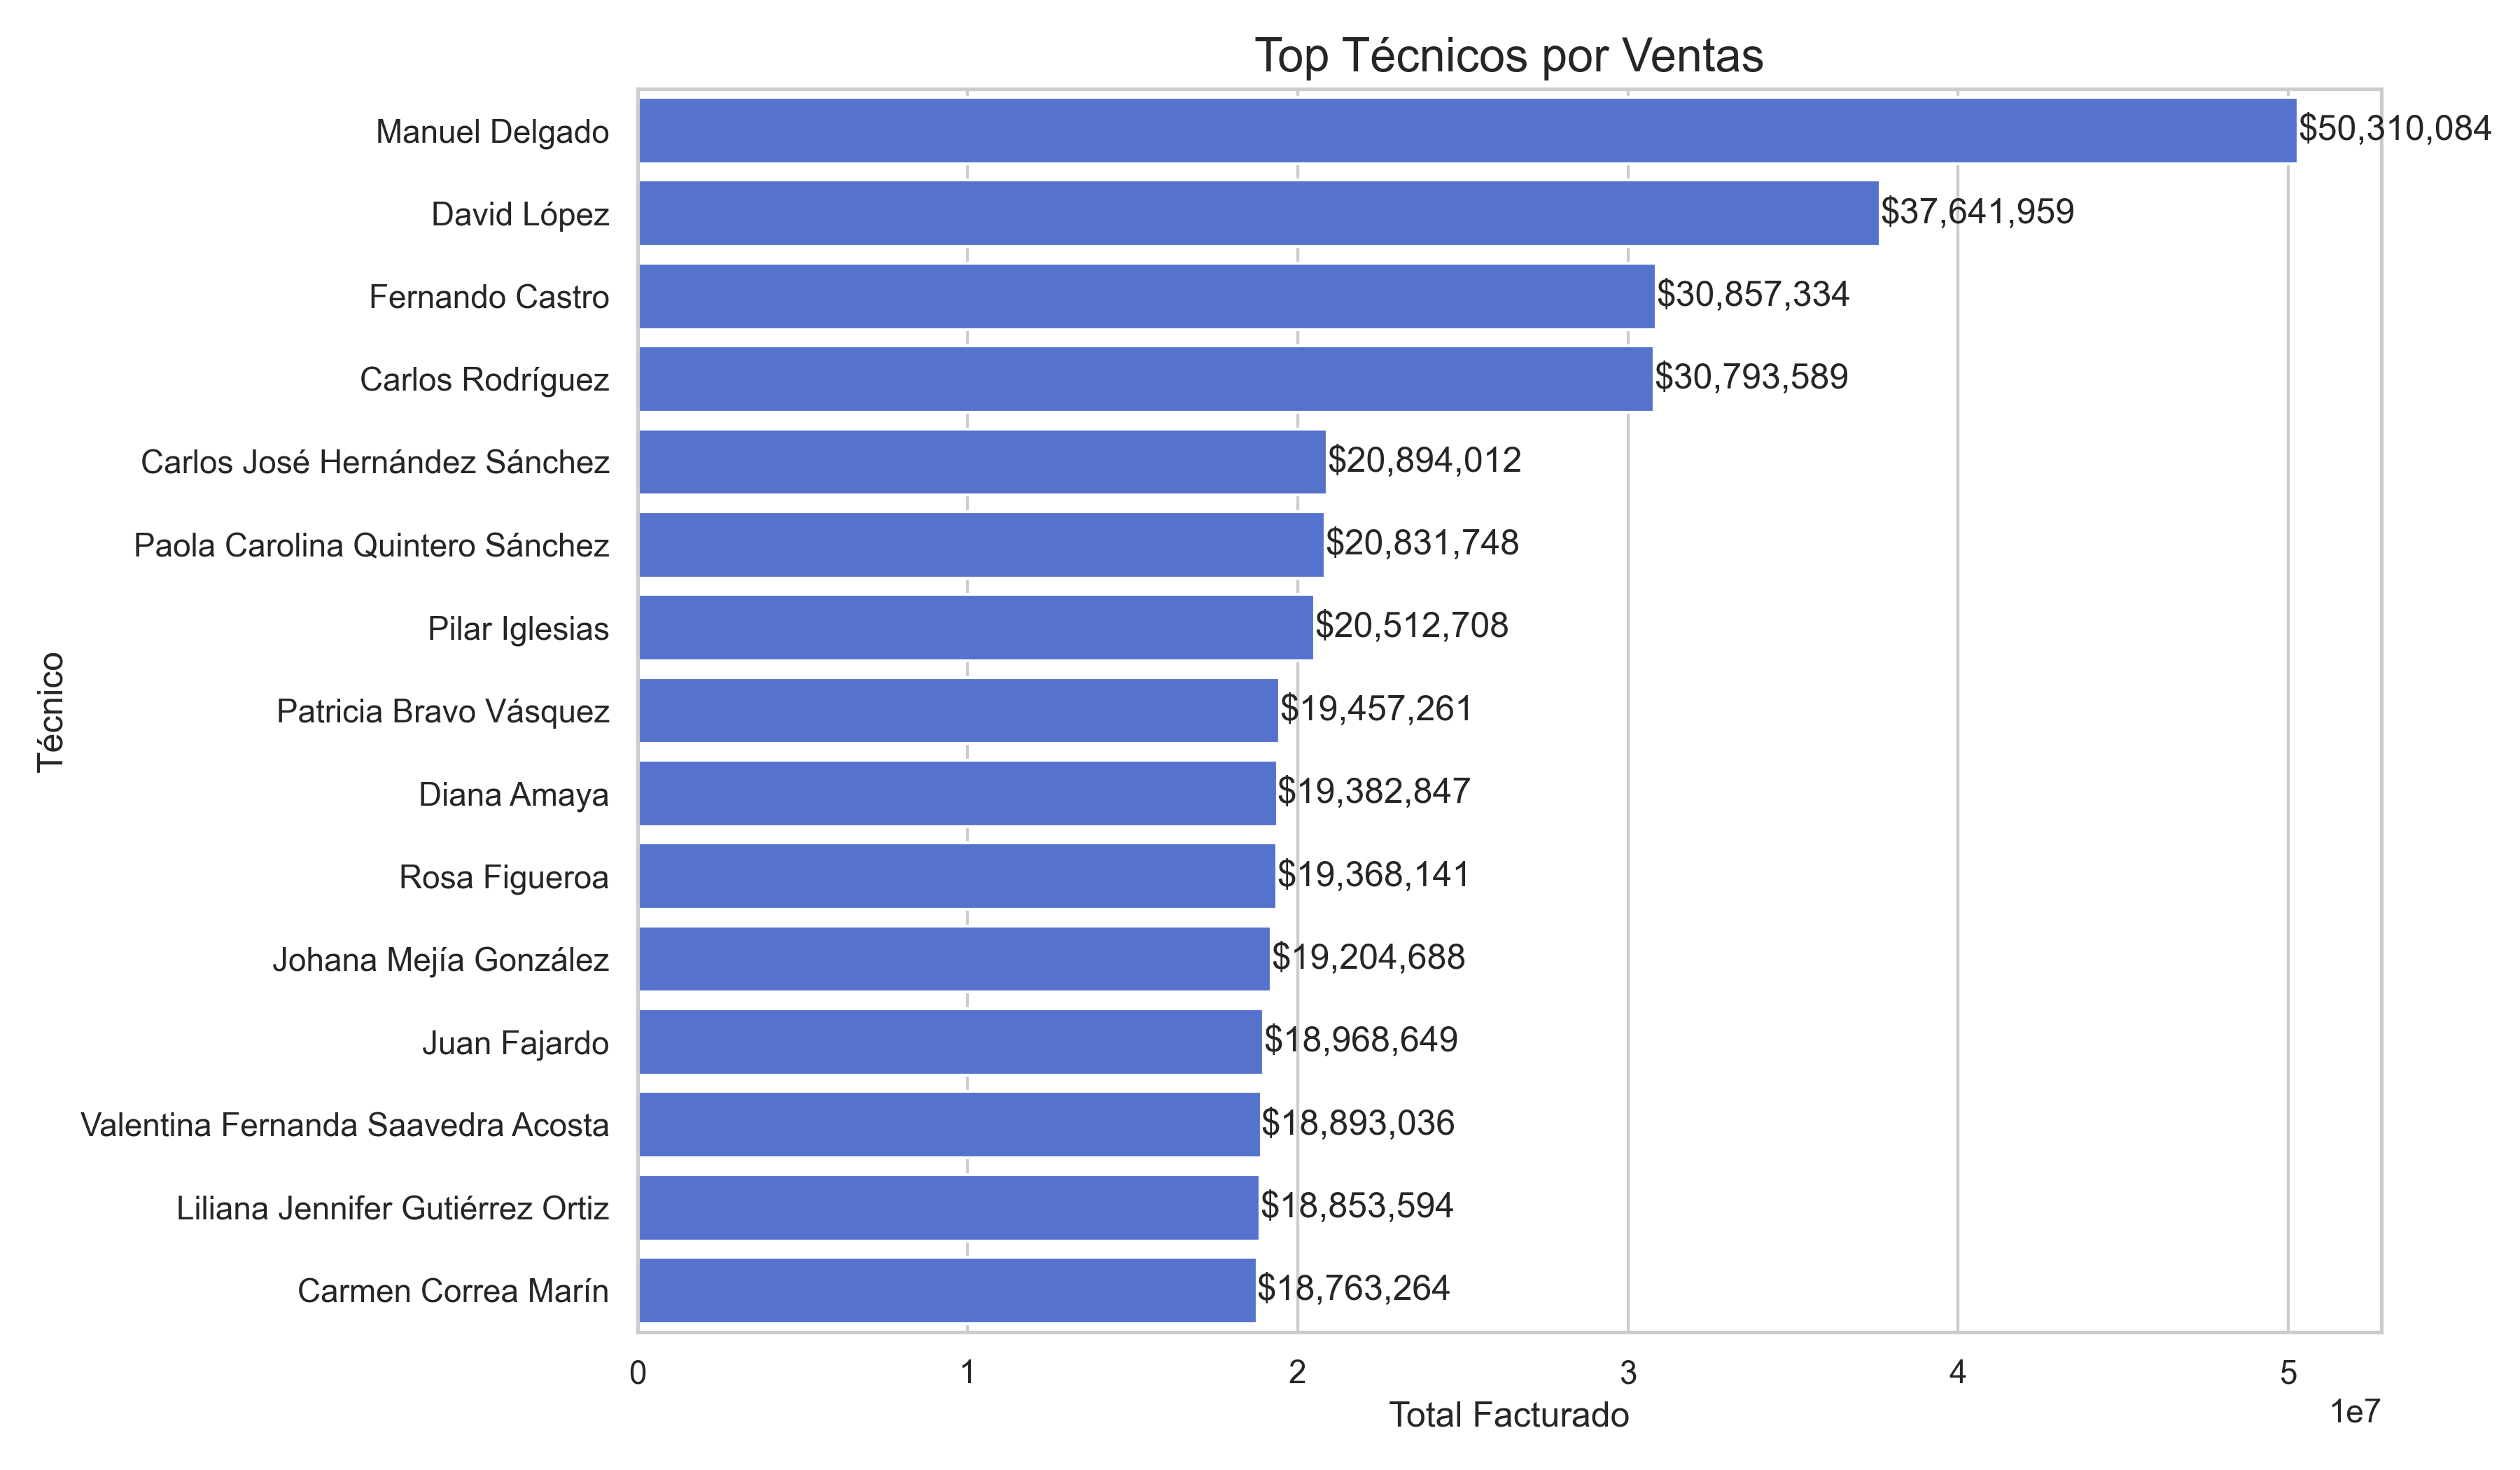 Top Técnicos por Ventas
Manuel Delgado $50,310,084
David López $37,641,959
Fernando Castro $30,857,334
Carlos Rodríguez $30,793,589
Carlos José Hernández Sánchez $20,894,012
Paola Carolina Quintero Sánchez $20,831,748
Pilar Iglesias $20,512,708
Patricia Bravo Vásquez $19,457,261
Diana Amaya $19,382,847
Rosa Figueroa $19,368,141
Johana Mejía González $19,204,688
Juan Fajardo $18,968,649
Valentina Fernanda Saavedra Acosta $18,893,036
Liliana Jennifer Gutiérrez Ortiz $18,853,594
Carmen Correa Marín $18,763,264
Técnico
0 1 2 3 4 5
1e7
Total Facturado